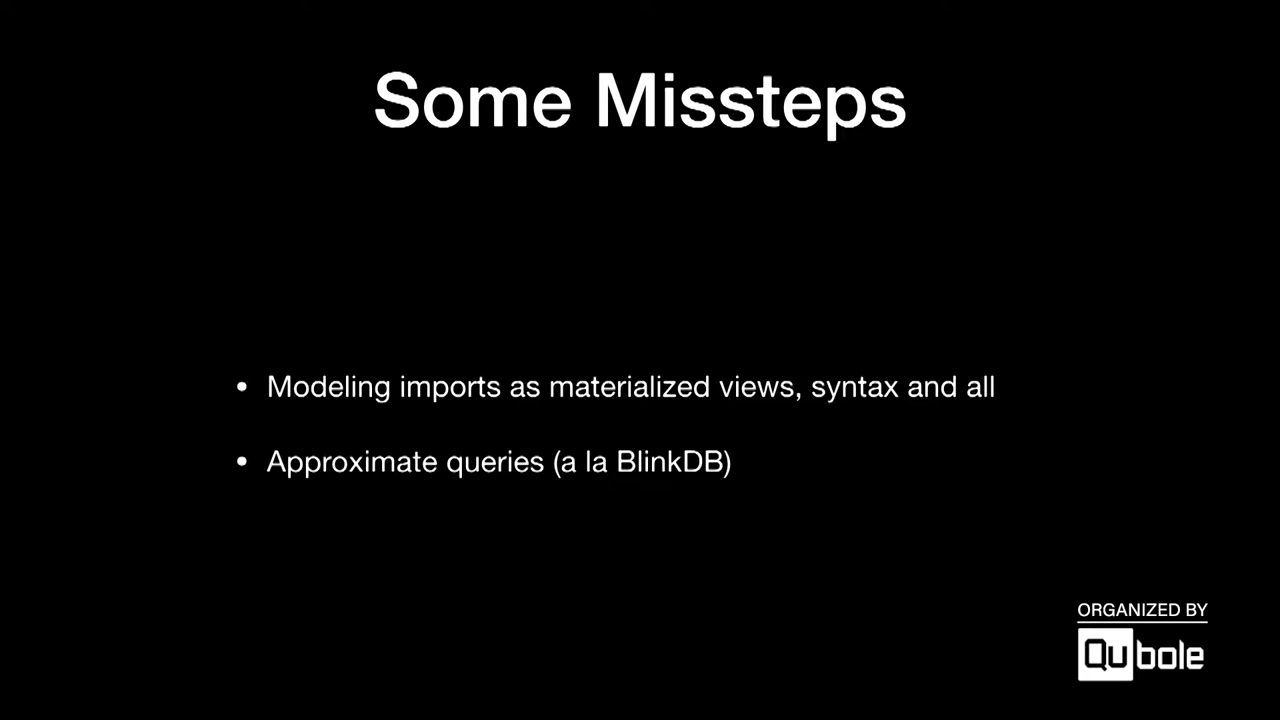 Some Missteps
• Modeling imports as materialized views, syntax and all
• Approximate queries (a la BlinkDB)
ORGANIZED BY
Qubole